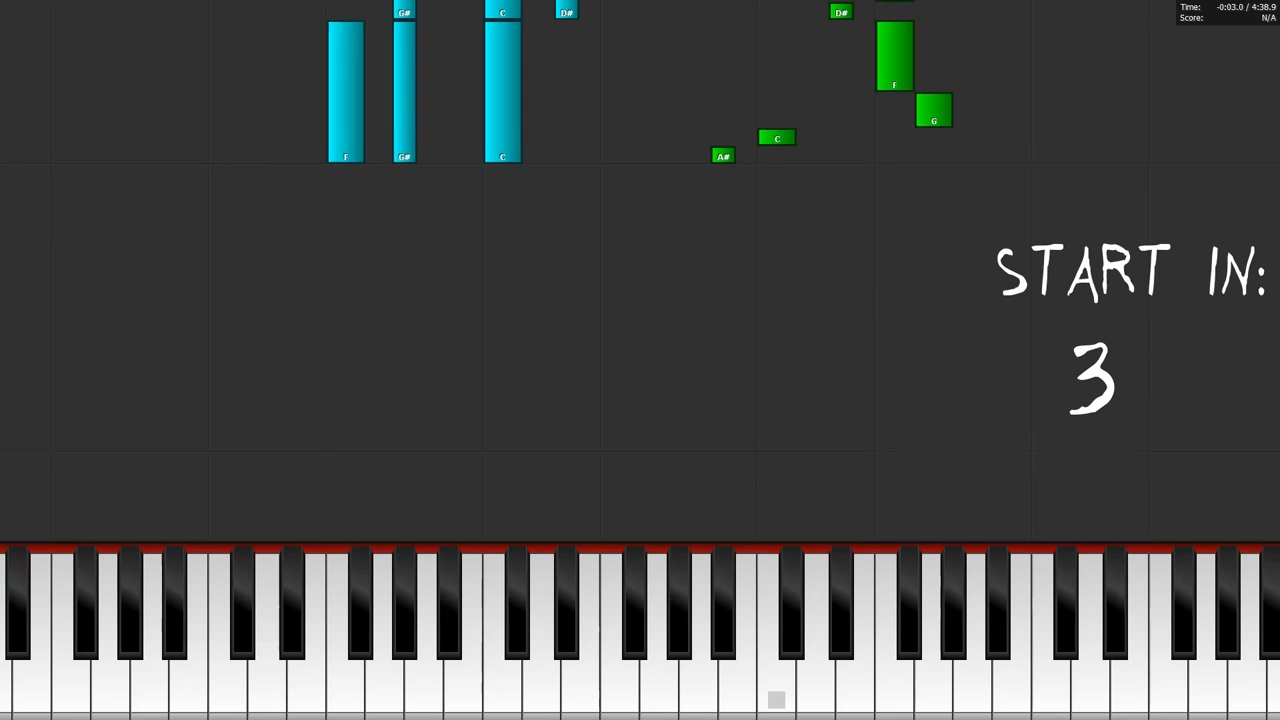 G# C D# D#
Time: -0:03.0 / 4:38.9
Score: N/A
F
G
C
F G# C A#
START IN:
3